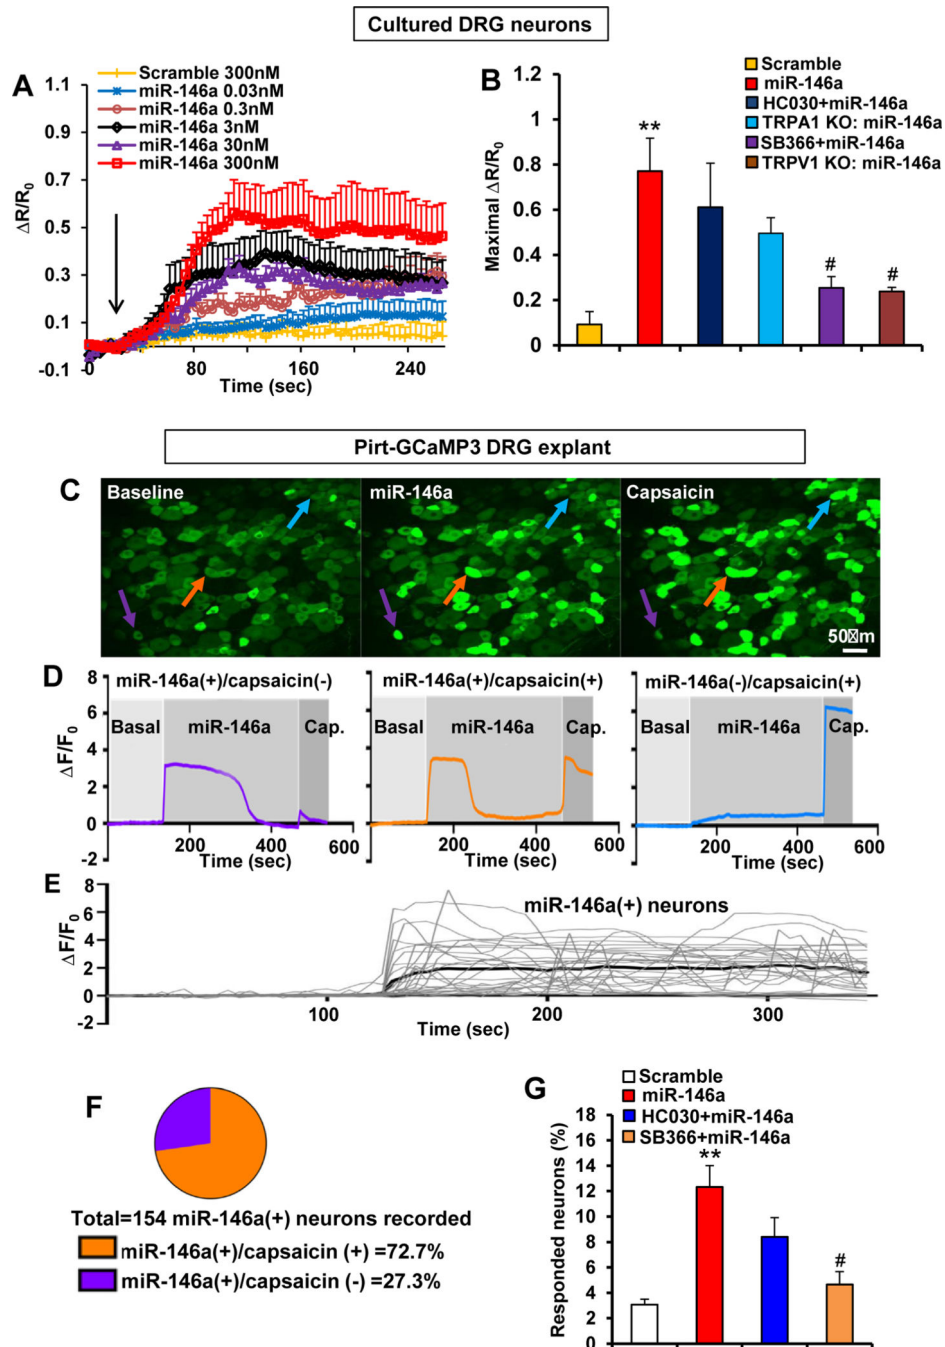 Cultured DRG neurons
A
Scramble 300nM
miR-146a 0.03nM
miR-146a 0.3nM
miR-146a 3nM
miR-146a 30nM
miR-146a 300nM
1.1
0.9
0.7
0.5
0.3
0.1
-0.1
ΔR/R0
0
80
160
240
Time (sec)
B
Scramble
miR-146a
HC030+miR-146a
TRPA1 KO: miR-146a
SB366+miR-146a
TRPV1 KO: miR-146a
1.2
1
0.8
0.6
0.4
0.2
0
Maximal ΔR/R0
**
#
#
Pirt-GCaMP3 DRG explant
C
Baseline
miR-146a
Capsaicin
50 m
D
miR-146a(+)/capsaicin(-)
miR-146a(+)/capsaicin(+)
miR-146a(-)/capsaicin(+)
8
6
4
2
0
-2
ΔF/F0
Basal
miR-146a
Cap.
Basal
miR-146a
Cap.
Basal
miR-146a
Cap.
200
400
600
Time (sec)
200
400
600
Time (sec)
200
400
600
Time (sec)
E
8
6
4
2
0
-2
ΔF/F0
miR-146a(+) neurons
100
200
300
Time (sec)
F
Total=154 miR-146a(+) neurons recorded
miR-146a(+)/capsaicin (+) =72.7%
miR-146a(+)/capsaicin (-) =27.3%
G
Scramble
miR-146a
HC030+miR-146a
SB366+miR-146a
18
16
14
12
10
8
6
4
2
0
Responded neurons (%)
**
#